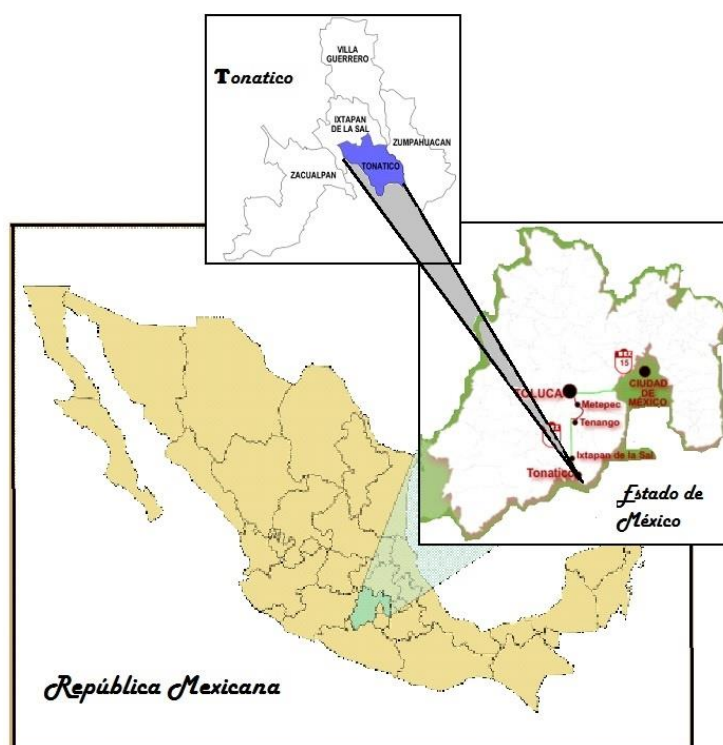 Tonatico
VILLA
GUERRERO
IXTAPAN
DE LA SAL
ZUMPAHUACAN
TONATICO
ZACUALPAN
15
TOLUCA
CIUDAD
DE
MÉXICO
Metepec
Tenango
Ixtapan de la Sal
Tonatico
Estado de
México
República Mexicana